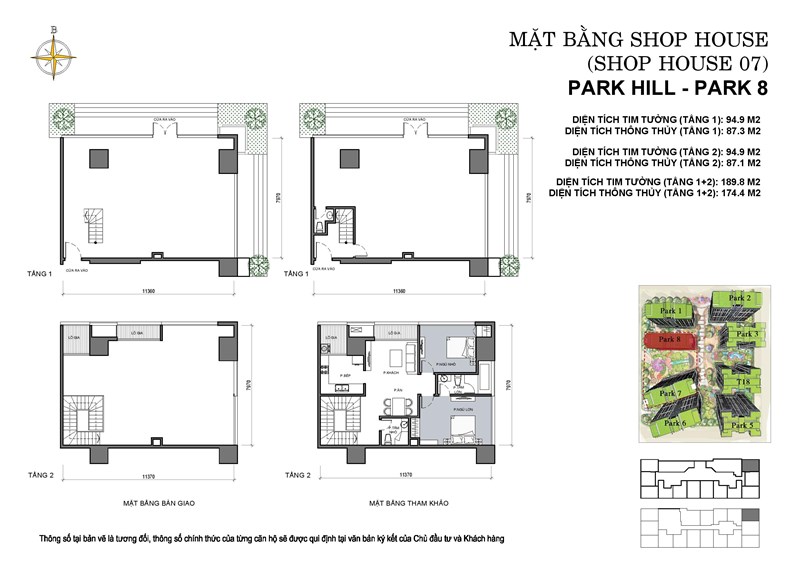 MẶT BẰNG SHOP HOUSE
(SHOP HOUSE 07)
PARK HILL - PARK 8
DIỆN TÍCH TIM TƯỜNG (TẦNG 1): 94.9 M2
DIỆN TÍCH THÔNG THỦY (TẦNG 1): 87.3 M2
DIỆN TÍCH TIM TƯỜNG (TẦNG 2): 94.9 M2
DIỆN TÍCH THÔNG THỦY (TẦNG 2): 87.1 M2
DIỆN TÍCH TIM TƯỜNG (TẦNG 1+2): 189.8 M2
DIỆN TÍCH THÔNG THỦY (TẦNG 1+2): 174.4 M2
CỬA RA VÀO
7970
CỬA RA VÀO
TẦNG 1
11360
CỬA RA VÀO
7970
CỬA RA VÀO
TẦNG 1
11360
LÔ GIA
LÔ GIA
7970
TẦNG 2
11370
MẶT BẰNG BÀN GIAO
LÔ GIA
P.BẾP
P.KHÁCH
P.ĂN
P.NGỦ NHỎ
P.NGỦ LỚN
7970
TẦNG 2
11370
MẶT BẰNG THAM KHẢO
Park 1
Park 2
Park 8
Park 3
T18
Park 7
Park 6
Park 5
Thông số tại bản vẽ là tương đối, thông số chính thức của từng căn hộ sẽ được qui định tại văn bản ký kết của Chủ đầu tư và Khách hàng